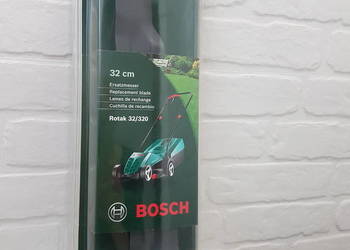 32 cm
Ersatzmesser
Replacement blade
Lames de rechange
Cuchilla de recambio
Rotak 32/320
BOSCH